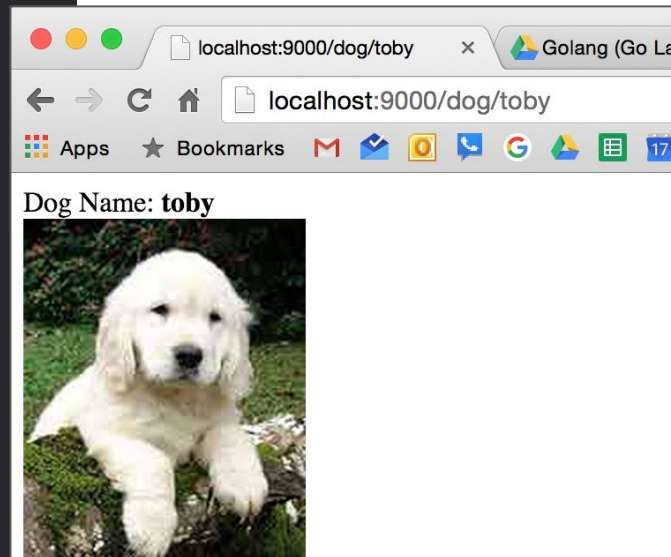 localhost:9000/dog/toby
Golang (Go La
localhost:9000/dog/toby
Apps
Bookmarks
17
Dog Name: toby